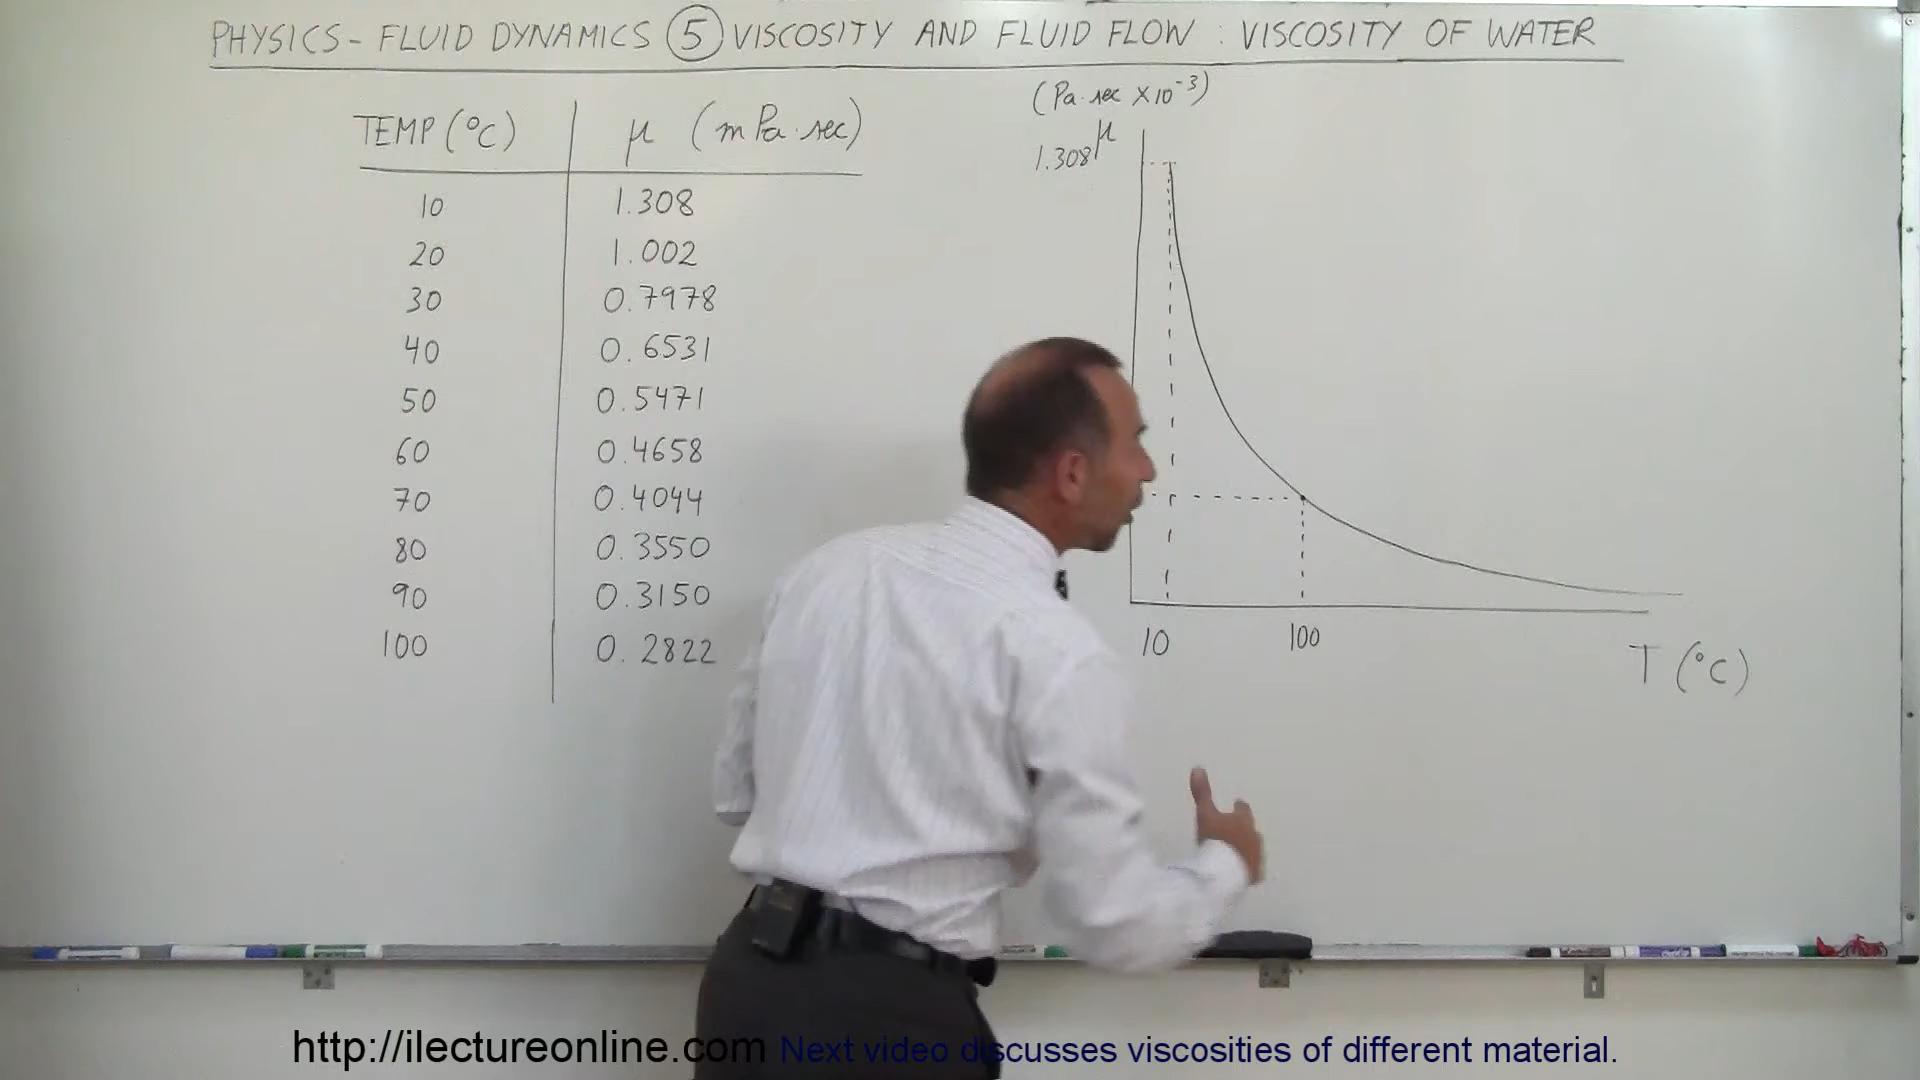 PHYSICS - FLUID DYNAMICS 5 VISCOSITY AND FLUID FLOW : VISCOSITY OF WATER
TEMP (°C) μ (mPa·sec)
10 1.308
20 1.002
30 0.7978
40 0.6531
50 0.5471
60 0.4658
70 0.4044
80 0.3550
90 0.3150
100 0.2822
(Pa·sec ×10⁻³)
μ
1.308
10 100
T (°C)
http://ilectureonline.com Next video discusses viscosities of different material.